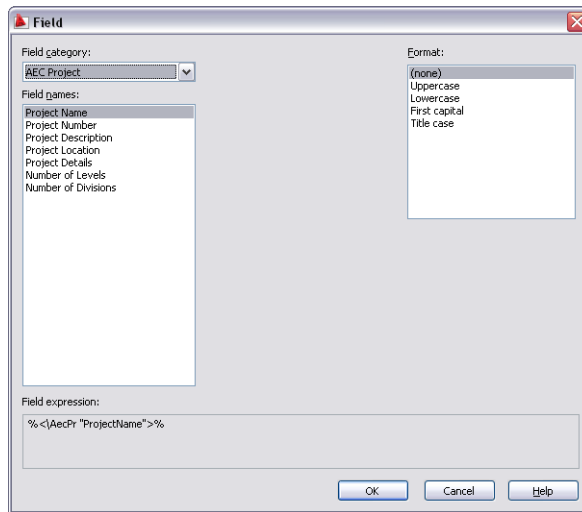 Field
Field category:
AEC Project
Field names:
Project Name
Project Number
Project Description
Project Location
Project Details
Number of Levels
Number of Divisions
Format:
(none)
Uppercase
Lowercase
First capital
Title case
Field expression:
%<\AecPr "ProjectName">%
OK
Cancel
Help